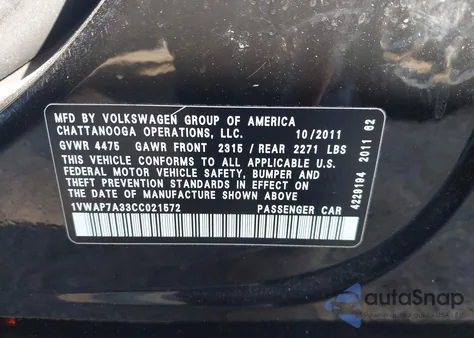 MFD BY VOLKSWAGEN GROUP OF AMERICA
CHATTANOOGA OPERATIONS, LLC. 10/2011
GVWR 4475 GAWR FRONT 2315 / REAR 2271 LBS
THIS VEHICLE CONFORMS TO ALL APPLICABLE U.S.
FEDERAL MOTOR VEHICLE SAFETY, BUMPER AND
THEFT PREVENTION STANDARDS IN EFFECT ON THE
DATE OF MANUFACTURE SHOWN ABOVE.
1VWAP7A33CC021572 PASSENGER CAR
4229194 2011 62
autoSnap